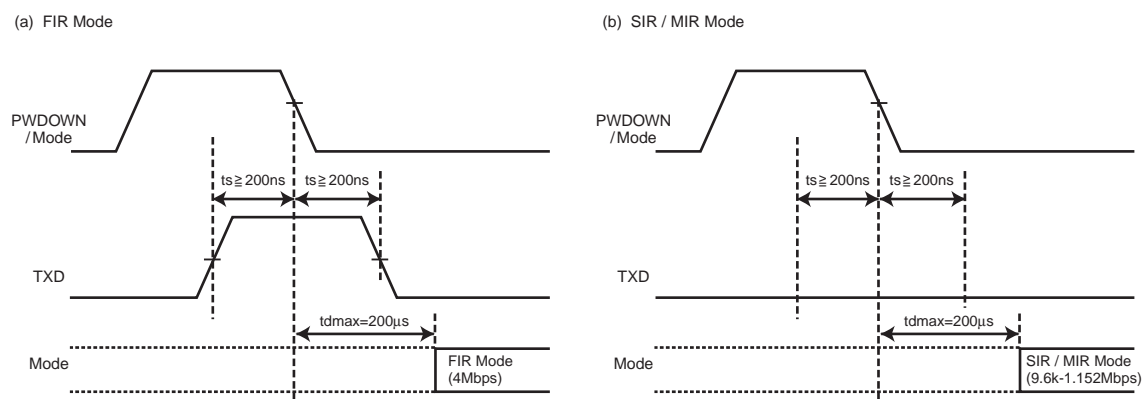 (a) FIR Mode
PWDOWN
/Mode
ts≧200ns ts≧200ns
TXD
tdmax=200μs
Mode
FIR Mode
(4Mbps)
(b) SIR / MIR Mode
PWDOWN
/Mode
ts≧200ns ts≧200ns
TXD
tdmax=200μs
Mode
SIR / MIR Mode
(9.6k-1.152Mbps)